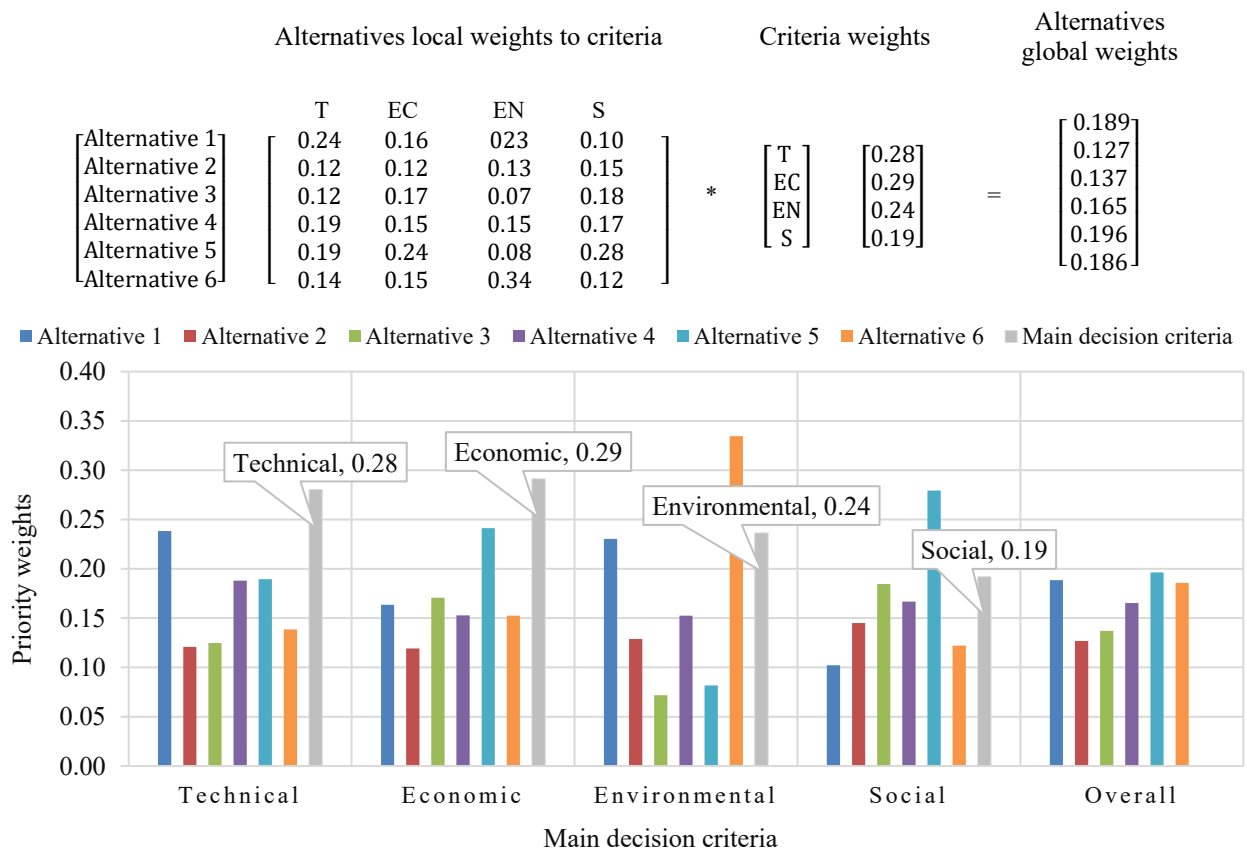 Alternatives local weights to criteria Criteria weights Alternatives
global weights
T EC EN S
Alternative 1 0.24 0.16 023 0.10 0.189
Alternative 2 0.12 0.12 0.13 0.15 T 0.28 0.127
Alternative 3 0.12 0.17 0.07 0.18 * EC 0.29 = 0.137
Alternative 4 0.19 0.15 0.15 0.17 EN 0.24 0.165
Alternative 5 0.19 0.24 0.08 0.28 S 0.19 0.196
Alternative 6 0.14 0.15 0.34 0.12 0.186
Alternative 1 Alternative 2 Alternative 3 Alternative 4 Alternative 5 Alternative 6 Main decision criteria
0.40
0.35
0.30
0.25
0.20
0.15
0.10
0.05
0.00
Priority weights
Technical, 0.28
Economic, 0.29
Environmental, 0.24
Social, 0.19
Technical Economic Environmental Social Overall
Main decision criteria